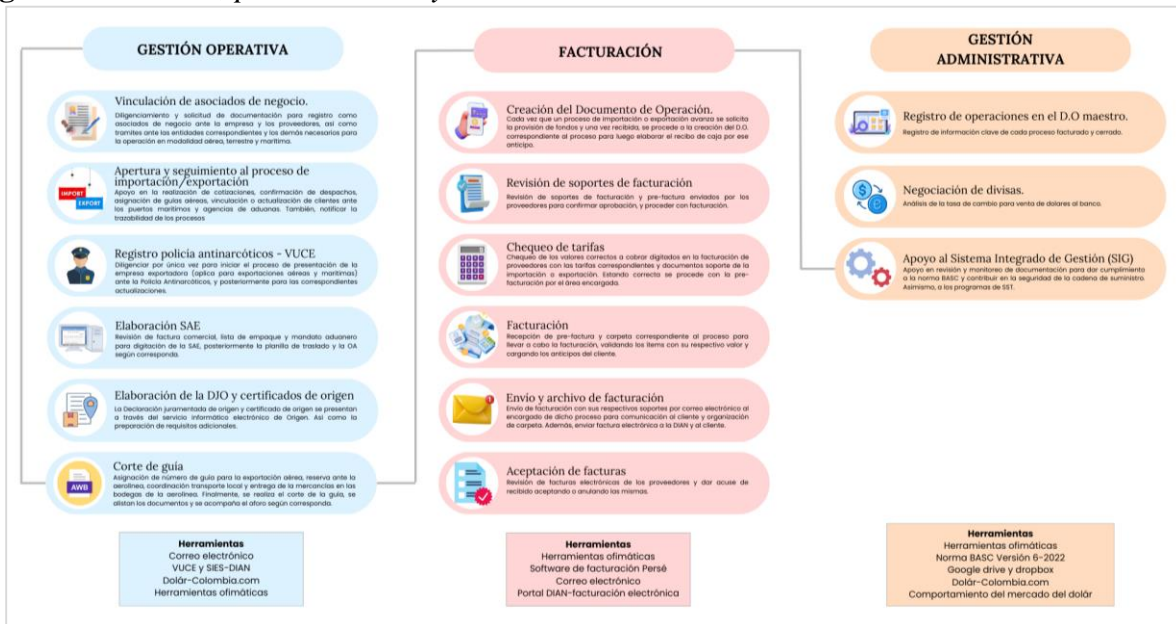 GESTIÓN OPERATIVA
Vinculación de asociados de negocio.
Diligenciamiento y solicitud de documentación para registro como
asociados de negocio ante la empresa y los proveedores, así como
tramites ante las entidades correspondientes y los demás necesarios para
la operación en modalidad aérea, terrestre y marítima.
IMPORT
EXPORT
Apertura y seguimiento al proceso de
importación/exportación
Apoyo en la realización de cotizaciones, confirmación de despachos,
asignación de guías aéreas, vinculación o actualización de clientes ante
los puertos marítimos y agencias de aduanas. También, notificar la
trazabilidad de los procesos
Registro policía antinarcóticos - VUCE
Diligenciar por única vez para iniciar el proceso de presentación de la
empresa exportadora (aplica para exportaciones aéreas y marítimas)
ante la Policía Antinarcóticos, y posteriormente para las correspondientes
actualizaciones.
Elaboración SAE
Revisión de factura comercial, lista de empaque y mandato aduanero
para digitación de la SAE, posteriormente la planilla de traslado y la OA
según corresponda.
Elaboración de la DJO y certificados de origen
La Declaración juramentada de origen y certificado de origen se presentan
a través del servicio informático electrónico de Origen. Así como la
preparación de requisitos adicionales.
AWB
Corte de guía
Asignación de número de guía para la exportación aérea, reserva ante la
aerolínea, coordinación transporte local y entrega de la mercancías en las
bodegas de la aerolínea. Finalmente, se realiza el corte de la guía, se
alistan los documentos y se acompaña el aforo según corresponda.
Herramientas
Correo electrónico
VUCE y SIES-DIAN
Dolár-Colombia.com
Herramientas ofimáticas
FACTURACIÓN
Creación del Documento de Operación.
Cada vez que un proceso de importación o exportación avanza se solicita
la provisión de fondos y una vez recibida, se procede a la creación del D.O.
correspondiente al proceso para luego elaborar el recibo de caja por ese
anticipo.
Revisión de soportes de facturación
Revisión de soportes de facturación y pre-factura enviados por los
proveedores para confirmar aprobación, y proceder con facturación.
Chequeo de tarifas
Chequeo de los valores correctos a cobrar digitados en la facturación de
proveedores con las tarifas correspondientes y documentos soporte de la
importación o exportación. Estando correcto se procede con la pre-
facturación por el área encargada.
Facturación
Recepción de pre-factura y carpeta correspondiente al proceso para
llevar a cabo la facturación, validando los ítems con su respectivo valor y
cargando los anticipos del cliente.
Envío y archivo de facturación
Envío de facturación con sus respectivos soportes por correo electrónico al
encargado de dicho proceso para comunicación al cliente y organización
de carpeta. Además, enviar factura electrónica a la DIAN y al cliente.
Aceptación de facturas
Revisión de facturas electrónicas de los proveedores y dar acuse de
recibido aceptando o anulando las mismas.
Herramientas
Herramientas ofimáticas
Software de facturación Persé
Correo electrónico
Portal DIAN-facturación electrónica
GESTIÓN
ADMINISTRATIVA
Registro de operaciones en el D.O maestro.
Registro de información clave de cada proceso facturado y cerrado.
Negociación de divisas.
Análisis de la tasa de cambio para venta de dolares al banco.
Apoyo al Sistema Integrado de Gestión (SIG)
Apoyo en revisión y monitoreo de documentación para dar cumplimiento
a la norma BASC y contribuir en la seguridad de la cadena de suministro.
Asimismo, a los programas de SST.
Herramientas
Herramientas ofimáticas
Norma BASC Versión 6-2022
Google drive y dropbox
Dolár-Colombia.com
Comportamiento del mercado del dolár